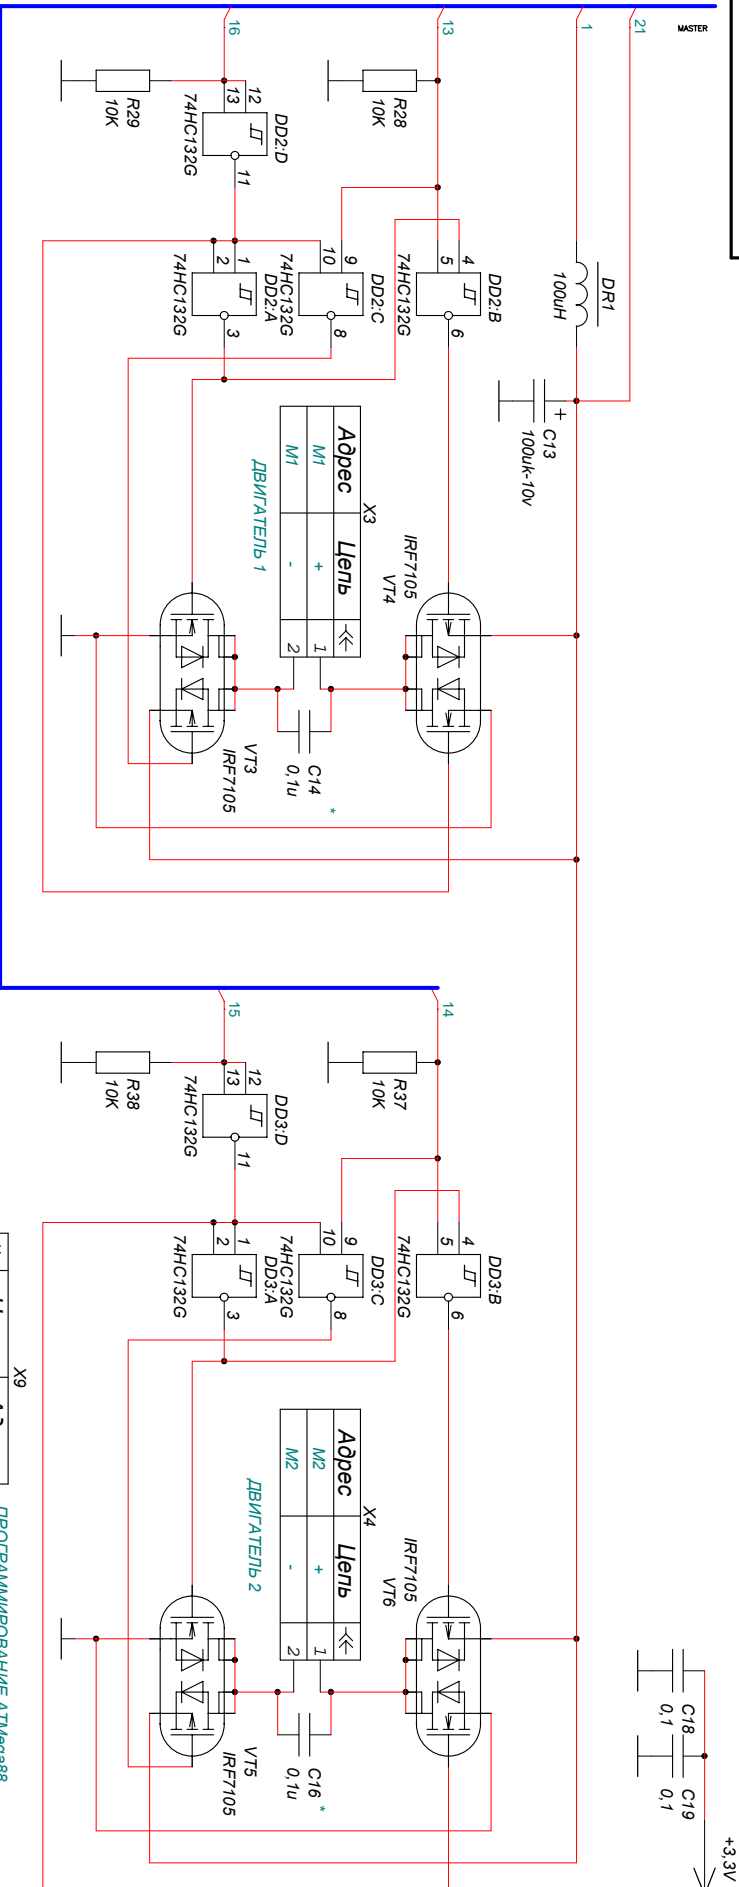 MASTER
16
13
1
21
R29
10K
R28
10K
12
13
DD2:D
74HC132G
11
DR1
100uH
1
2
3
DD2:A
74HC132G
9
10
8
DD2:C
74HC132G
4
5
6
DD2:B
74HC132G
+
C13
100uk-10v
X3
Адрес
Цепь
M1
+
1
M1
-
2
ДВИГАТЕЛЬ 1
IRF7105
VT4
VT3
IRF7105
C14
0,1u
*
15
14
R38
10K
R37
10K
12
13
DD3:D
74HC132G
11
1
2
3
DD3:A
74HC132G
9
10
8
DD3:C
74HC132G
4
5
6
DD3:B
74HC132G
X4
Адрес
Цепь
M2
+
1
M2
-
2
ДВИГАТЕЛЬ 2
IRF7105
VT6
VT5
IRF7105
C16
0,1u
*
C18
0,1
C19
0,1
+3,3V
X9
ПРОГРАММИРОВАНИЕ ATMega88